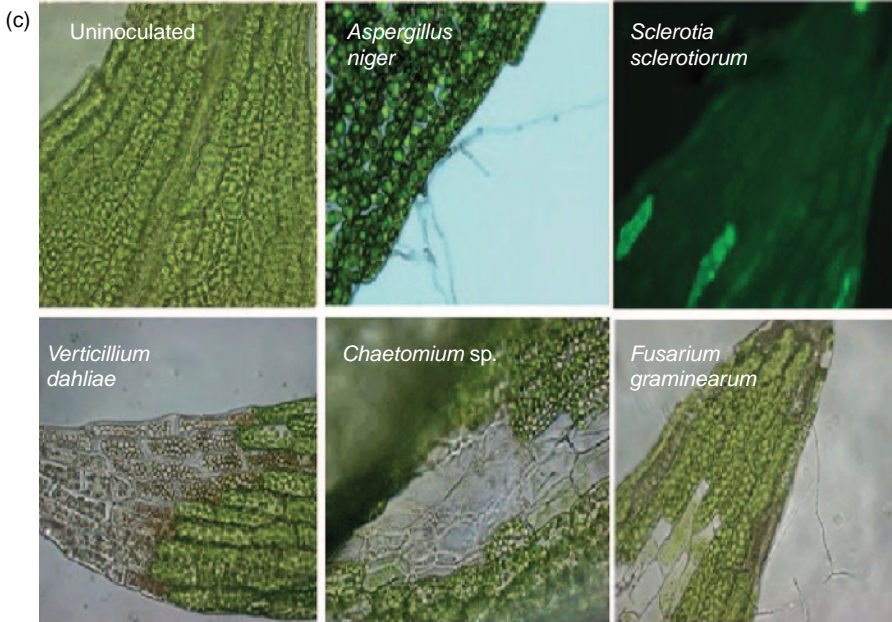 (c)
Uninoculated
Aspergillus
niger
Sclerotia
sclerotiorum
Verticillium
dahliae
Chaetomium sp.
Fusarium
graminearum